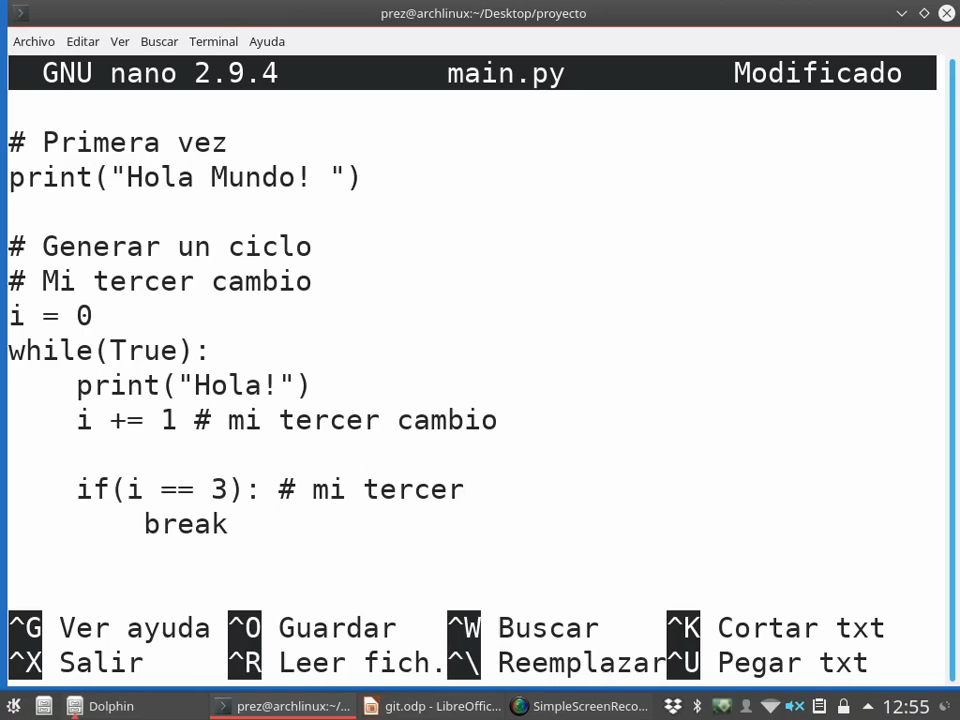 prez@archlinux:~/Desktop/proyecto
Archivo Editar Ver Buscar Terminal Ayuda
GNU nano 2.9.4 main.py Modificado
# Primera vez
print("Hola Mundo! ")
# Generar un ciclo
# Mi tercer cambio
i = 0
while(True):
    print("Hola!")
    i += 1 # mi tercer cambio
    if(i == 3): # mi tercer
        break
^G Ver ayuda ^O Guardar ^W Buscar ^K Cortar txt
^X Salir ^R Leer fich. ^\ Reemplazar ^U Pegar txt
Dolphin prez@archlinux:~/... git.odp - LibreOffic... SimpleScreenReco... 12:55